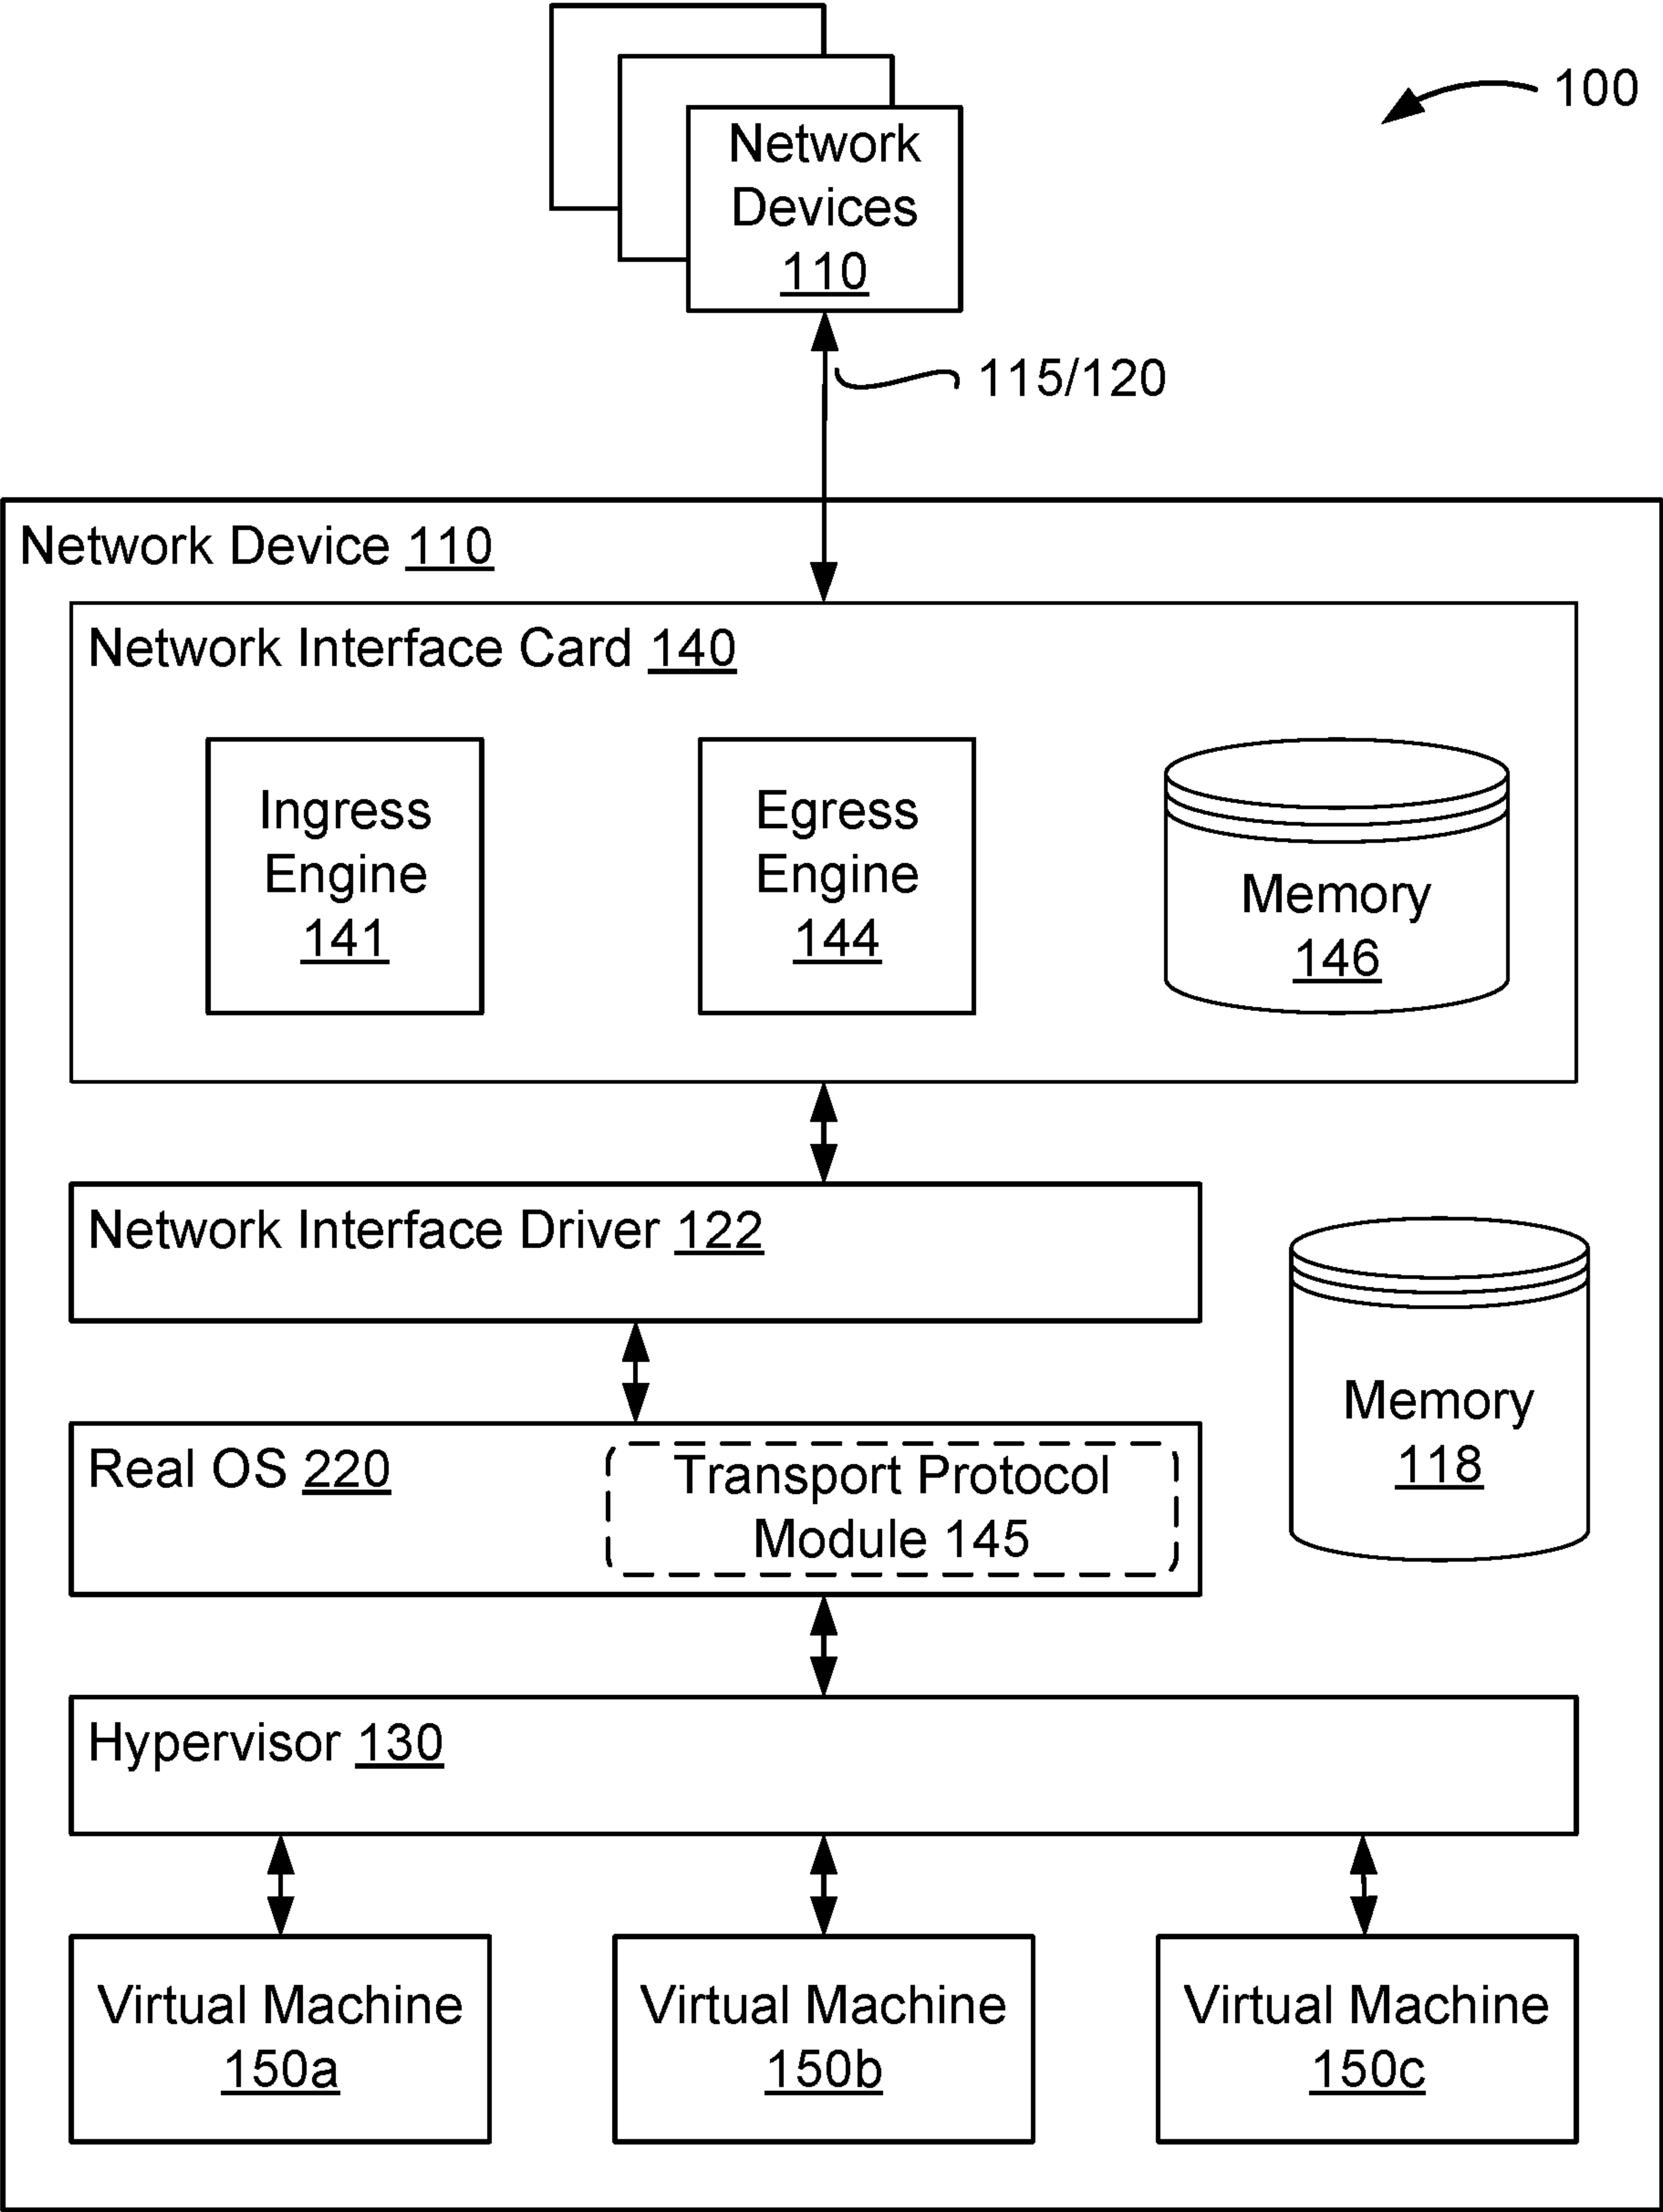 100
Network
Devices
110
115/120
Network Device 110
Network Interface Card 140
Ingress
Engine
141
Egress
Engine
144
Memory
146
Network Interface Driver 122
Memory
118
Real OS 220
Transport Protocol
Module 145
Hypervisor 130
Virtual Machine
150a
Virtual Machine
150b
Virtual Machine
150c